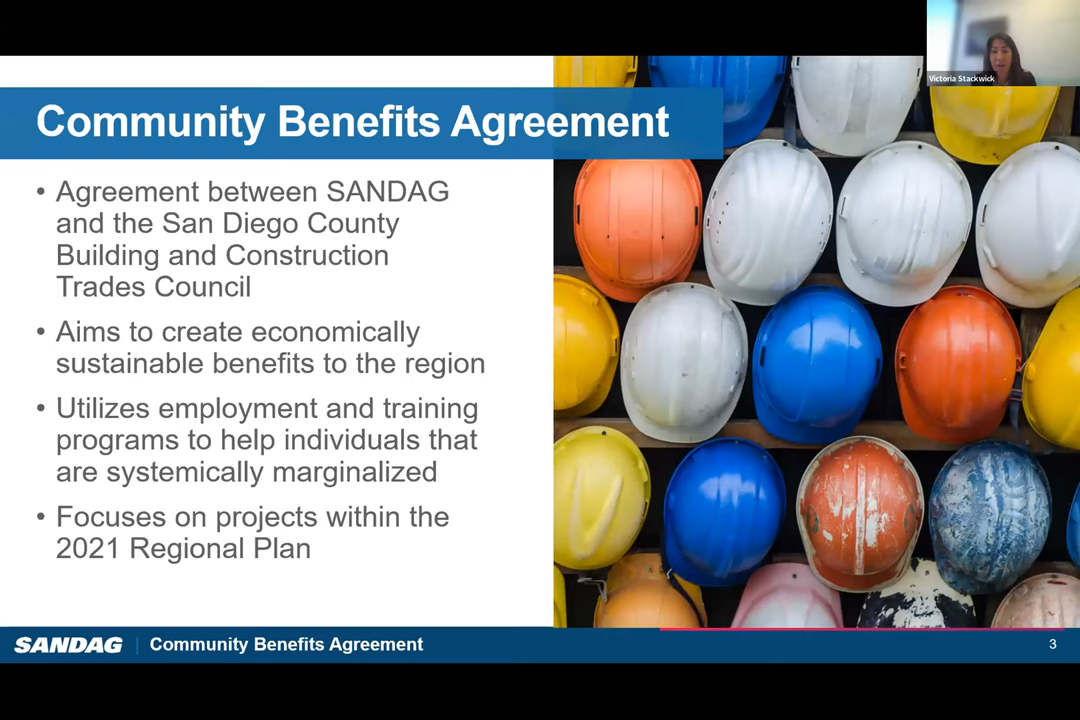 Victoria Stackwick
Community Benefits Agreement
• Agreement between SANDAG
and the San Diego County
Building and Construction
Trades Council
• Aims to create economically
sustainable benefits to the region
• Utilizes employment and training
programs to help individuals that
are systemically marginalized
• Focuses on projects within the
2021 Regional Plan
SANDAG | Community Benefits Agreement 3